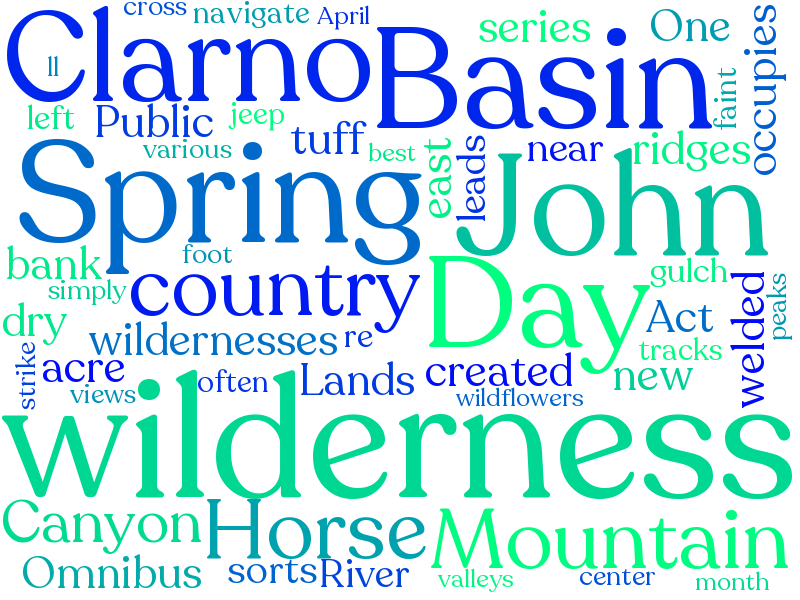 cross
navigate
April
series
One
occupies
Clarno
Basin
ll
faint
left
Public
jeep
tuff
various
best
east
leads
near
ridges
Spring
John
foot
bank
simply
country
Day
gulch
peaks
welded
dry
wildernesses
re
Act
tracks
strike
acre
views
often
Lands
created
wildflowers
new
wilderness
Canyon
Horse
Mountain
Omnibus
sorts
River
valleys
center
month